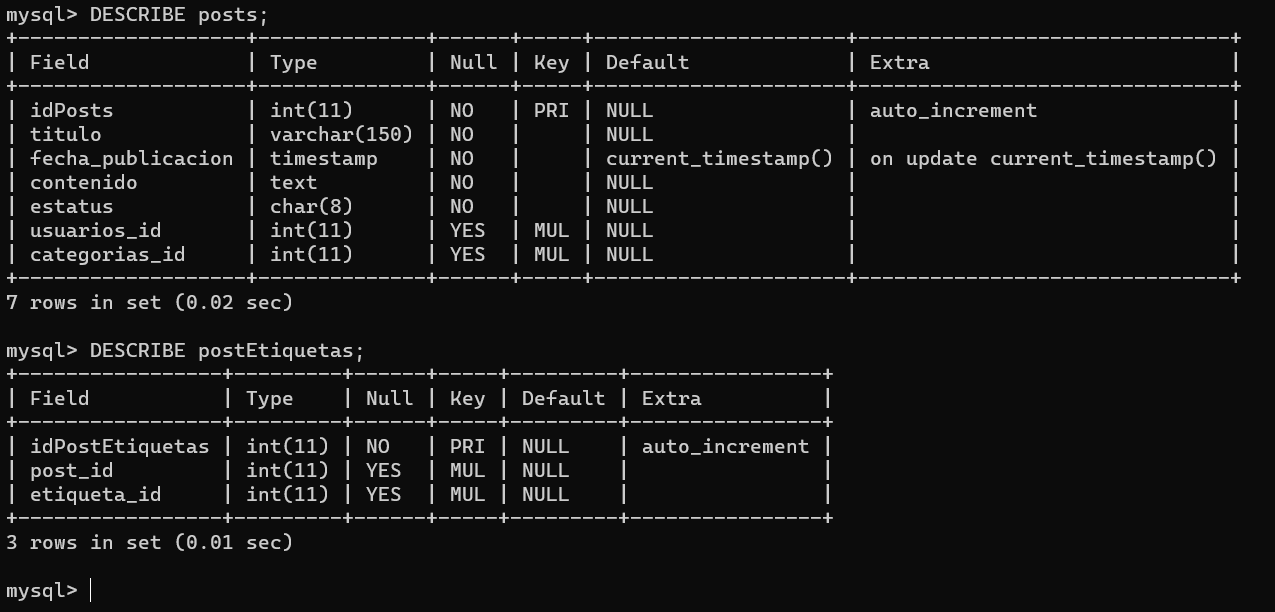 mysql> DESCRIBE posts;
+-------------------+--------------+------+-----+---------------------+-------------------------------+
| Field             | Type         | Null | Key | Default             | Extra                         |
+-------------------+--------------+------+-----+---------------------+-------------------------------+
| idPosts           | int(11)      | NO   | PRI | NULL                | auto_increment                |
| titulo            | varchar(150) | NO   |     | NULL                |                               |
| fecha_publicacion | timestamp    | NO   |     | current_timestamp() | on update current_timestamp() |
| contenido         | text         | NO   |     | NULL                |                               |
| estatus           | char(8)      | NO   |     | NULL                |                               |
| usuarios_id       | int(11)      | YES  | MUL | NULL                |                               |
| categorias_id     | int(11)      | YES  | MUL | NULL                |                               |
+-------------------+--------------+------+-----+---------------------+-------------------------------+
7 rows in set (0.02 sec)

mysql> DESCRIBE postEtiquetas;
+-----------------+---------+------+-----+---------+----------------+
| Field           | Type    | Null | Key | Default | Extra          |
+-----------------+---------+------+-----+---------+----------------+
| idPostEtiquetas | int(11) | NO   | PRI | NULL    | auto_increment |
| post_id         | int(11) | YES  | MUL | NULL    |                |
| etiqueta_id     | int(11) | YES  | MUL | NULL    |                |
+-----------------+---------+------+-----+---------+----------------+
3 rows in set (0.01 sec)

mysql>